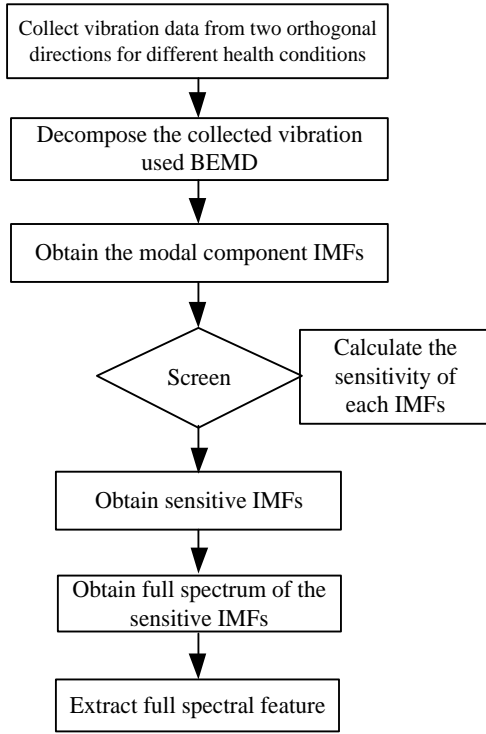 Collect vibration data from two orthogonal
directions for different health conditions
Decompose the collected vibration
used BEMD
Obtain the modal component IMFs
Screen
Calculate the
sensitivity of
each IMFs
Obtain sensitive IMFs
Obtain full spectrum of the
sensitive IMFs
Extract full spectral feature